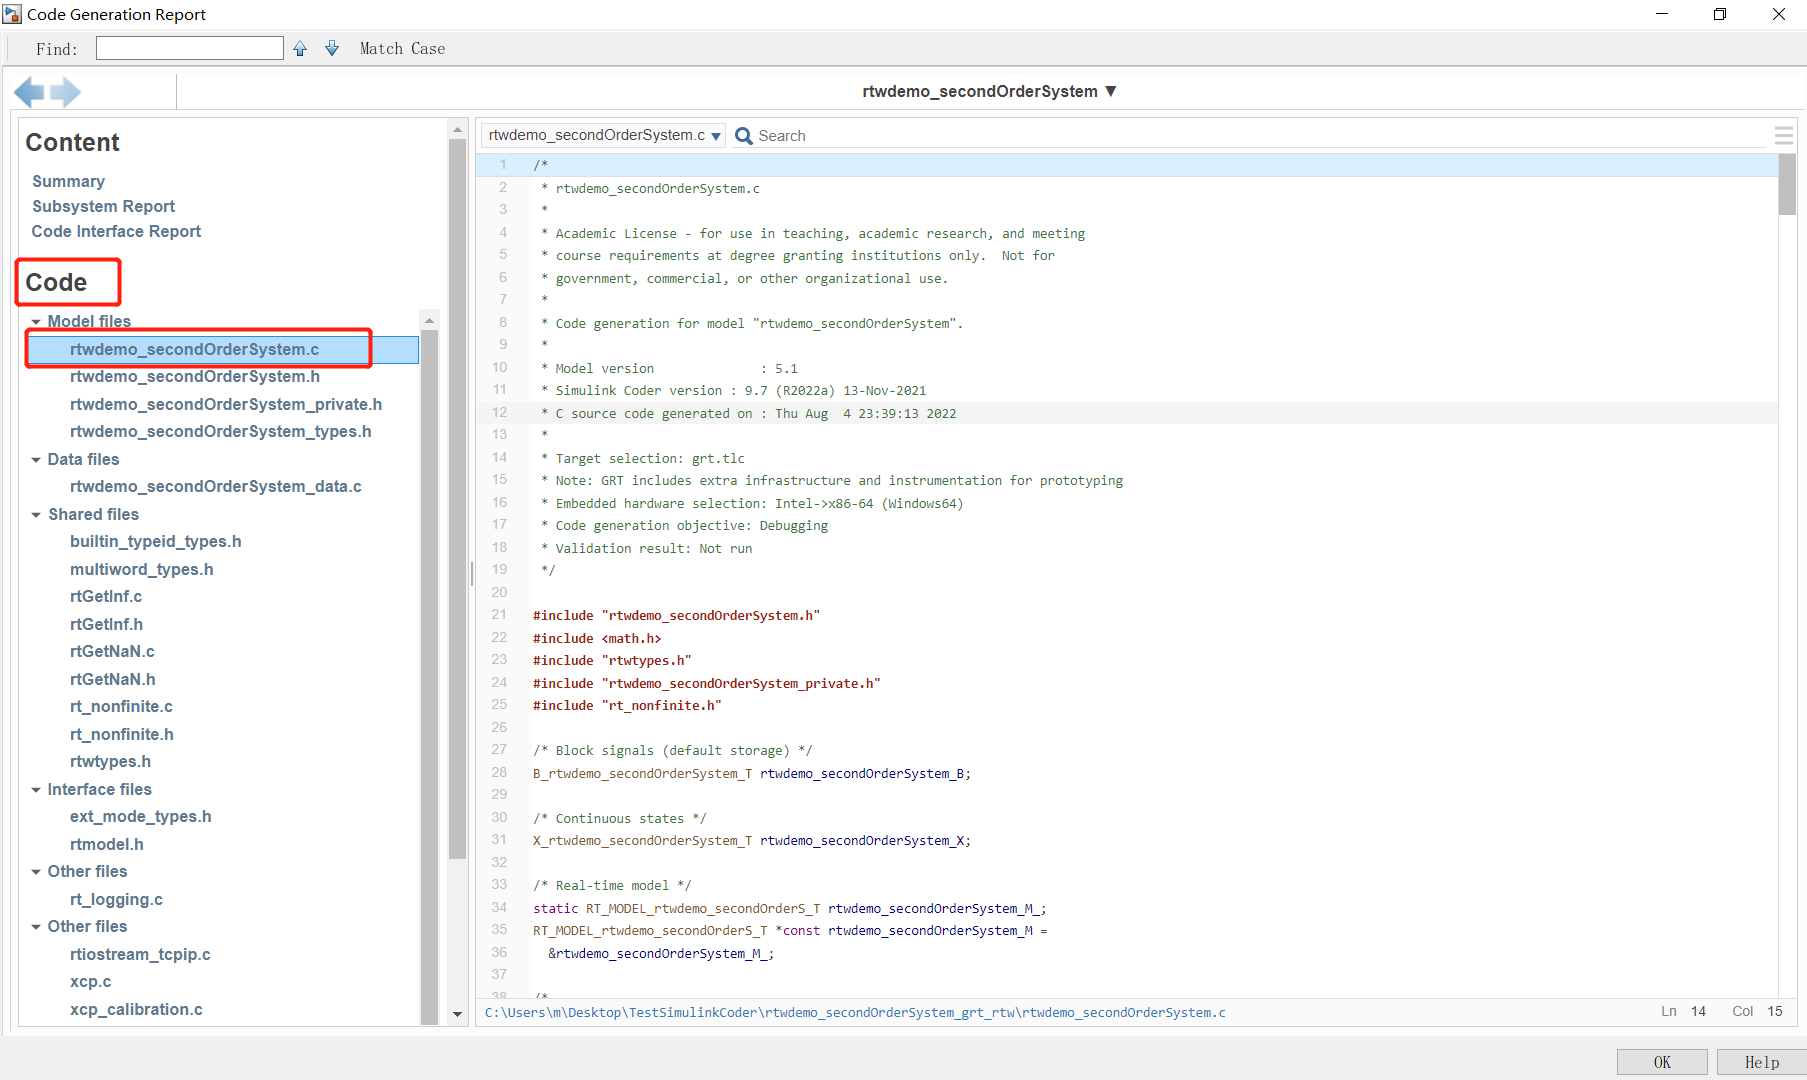 Code Generation Report
Find:
Match Case
rtwdemo_secondOrderSystem ▼
Content
Summary
Subsystem Report
Code Interface Report
Code
Model files
rtwdemo_secondOrderSystem.c
rtwdemo_secondOrderSystem.h
rtwdemo_secondOrderSystem_private.h
rtwdemo_secondOrderSystem_types.h
Data files
rtwdemo_secondOrderSystem_data.c
Shared files
builtin_typeid_types.h
multiword_types.h
rtGetInf.c
rtGetInf.h
rtGetNaN.c
rtGetNaN.h
rt_nonfinite.c
rt_nonfinite.h
rtwtypes.h
Interface files
ext_mode_types.h
rtmodel.h
Other files
rt_logging.c
Other files
rtiostream_tcpip.c
xcp.c
xcp_calibration.c
rtwdemo_secondOrderSystem.c
Search
1 /*
2 * rtwdemo_secondOrderSystem.c
3 *
4 * Academic License - for use in teaching, academic research, and meeting
5 * course requirements at degree granting institutions only.  Not for
6 * government, commercial, or other organizational use.
7 *
8 * Code generation for model "rtwdemo_secondOrderSystem".
9 *
10 * Model version              : 5.1
11 * Simulink Coder version : 9.7 (R2022a) 13-Nov-2021
12 * C source code generated on : Thu Aug  4 23:39:13 2022
13 *
14 * Target selection: grt.tlc
15 * Note: GRT includes extra infrastructure and instrumentation for prototyping
16 * Embedded hardware selection: Intel->x86-64 (Windows64)
17 * Code generation objective: Debugging
18 * Validation result: Not run
19 */
20
21 #include "rtwdemo_secondOrderSystem.h"
22 #include <math.h>
23 #include "rtwtypes.h"
24 #include "rtwdemo_secondOrderSystem_private.h"
25 #include "rt_nonfinite.h"
26
27 /* Block signals (default storage) */
28 B_rtwdemo_secondOrderSystem_T rtwdemo_secondOrderSystem_B;
29
30 /* Continuous states */
31 X_rtwdemo_secondOrderSystem_T rtwdemo_secondOrderSystem_X;
32
33 /* Real-time model */
34 static RT_MODEL_rtwdemo_secondOrderS_T rtwdemo_secondOrderSystem_M_;
35 RT_MODEL_rtwdemo_secondOrderS_T *const rtwdemo_secondOrderSystem_M =
36 &rtwdemo_secondOrderSystem_M_;
37
38 /*
C:\Users\m\Desktop\TestSimulinkCoder\rtwdemo_secondOrderSystem_grt_rtw\rtwdemo_secondOrderSystem.c
Ln 14 Col 15
OK
Help